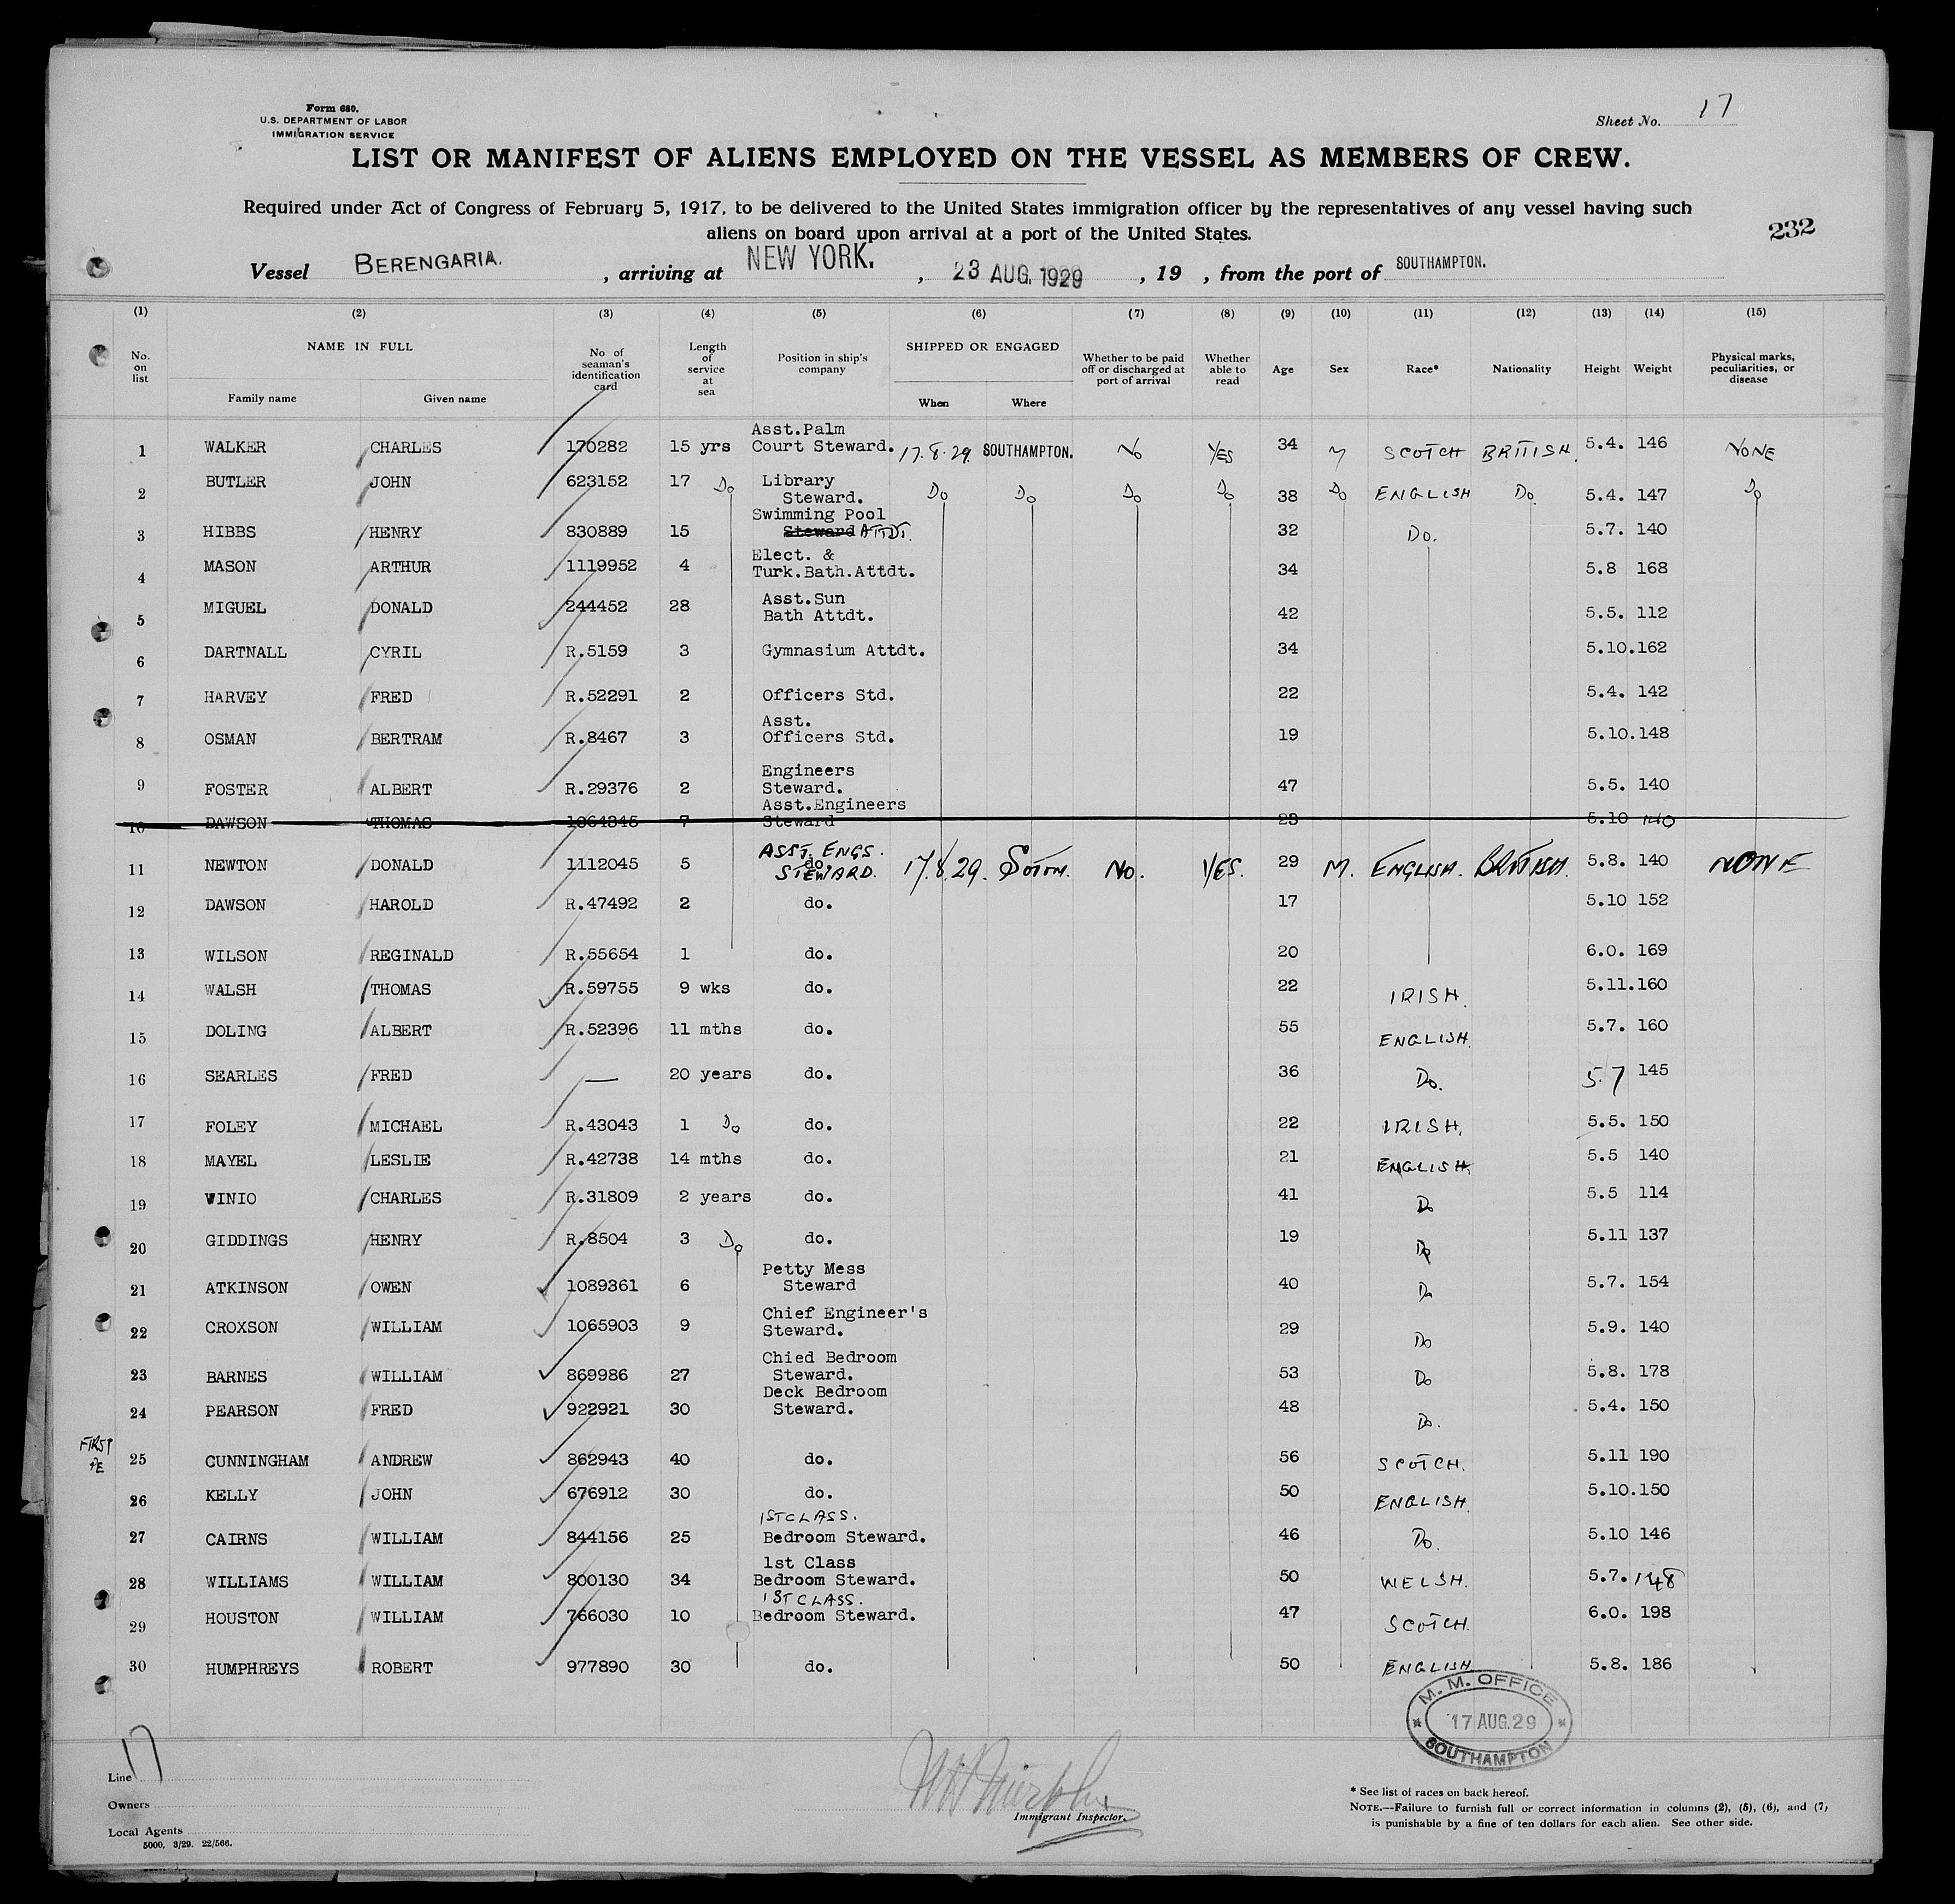 Form 680.
U.S. DEPARTMENT OF LABOR
IMMIGRATION SERVICE
Sheet No. 17
LIST OR MANIFEST OF ALIENS EMPLOYED ON THE VESSEL AS MEMBERS OF CREW.
Required under Act of Congress of February 5, 1917, to be delivered to the United States immigration officer by the representatives of any vessel having such
aliens on board upon arrival at a port of the United States.
232
Vessel BERENGARIA. , arriving at NEW YORK. , 23 AUG. 1929 , 19 , from the port of SOUTHAMPTON.
(1) (2) (3) (4) (5) (6) (7) (8) (9) (10) (11) (12) (13) (14) (15)
No. on list NAME IN FULL Family name Given name No of seaman's identification card Length of service at sea Position in ship's company SHIPPED OR ENGAGED When Where Whether to be paid off or discharged at port of arrival Whether able to read Age Sex Race* Nationality Height Weight Physical marks, peculiarities, or disease
1 WALKER CHARLES 170282 15 yrs Asst.Palm Court Steward. 17.8.29. SOUTHAMPTON. No YES 34 M SCOTCH BRITISH. 5.4. 146 NONE
2 BUTLER JOHN 623152 17 Do Library Steward. Do Do Do Do 38 Do ENGLISH Do 5.4. 147 Do
3 HIBBS HENRY 830889 15 Swimming Pool Steward ATTDT. 32 Do. 5.7. 140
4 MASON ARTHUR 1119952 4 Elect. & Turk.Bath.Attdt. 34 5.8 168
5 MIGUEL DONALD 244452 28 Asst.Sun Bath Attdt. 42 5.5. 112
6 DARTNALL CYRIL R.5159 3 Gymnasium Attdt. 34 5.10. 162
7 HARVEY FRED R.52291 2 Officers Std. 22 5.4. 142
8 OSMAN BERTRAM R.8467 3 Asst. Officers Std. 19 5.10. 148
9 FOSTER ALBERT R.29376 2 Engineers Steward. 47 5.5. 140
10 DAWSON THOMAS 1064345 7 Asst.Engineers Steward 23 5.10 140
11 NEWTON DONALD 1112045 5 do ASST. ENGS. STEWARD. 17.8.29. Soton. No. YES. 29 M. ENGLISH. BRITISH. 5.8. 140 NONE
12 DAWSON HAROLD R.47492 2 do. 17 5.10 152
13 WILSON REGINALD R.55654 1 do. 20 6.0. 169
14 WALSH THOMAS R.59755 9 wks do. 22 IRISH. 5.11. 160
15 DOLING ALBERT R.52396 11 mths do. 55 ENGLISH. 5.7. 160
16 SEARLES FRED — 20 years do. 36 Do. 5.7 145
17 FOLEY MICHAEL R.43043 1 Do do. 22 IRISH. 5.5. 150
18 MAYEL LESLIE R.42738 14 mths do. 21 ENGLISH. 5.5 140
19 VINIO CHARLES R.31809 2 years do. 41 Do 5.5 114
20 GIDDINGS HENRY R.8504 3 Do do. 19 Do 5.11 137
21 ATKINSON OWEN 1089361 6 Petty Mess Steward 40 Do 5.7. 154
22 CROXSON WILLIAM 1065903 9 Chief Engineer's Steward. 29 Do 5.9. 140
23 BARNES WILLIAM 869986 27 Chied Bedroom Steward. 53 Do 5.8. 178
24 PEARSON FRED 922921 30 Deck Bedroom Steward. 48 Do. 5.4. 150
FIRST
25 CUNNINGHAM ANDREW 862943 40 do. 56 SCOTCH. 5.11 190
26 KELLY JOHN 676912 30 do. 50 ENGLISH. 5.10. 150
27 CAIRNS WILLIAM 844156 25 1ST CLASS. Bedroom Steward. 46 Do. 5.10 146
28 WILLIAMS WILLIAM 800130 34 1st Class Bedroom Steward. 50 WELSH. 5.7. 148
29 HOUSTON WILLIAM 766030 10 1ST CLASS. Bedroom Steward. 47 SCOTCH. 6.0. 198
30 HUMPHREYS ROBERT 977890 30 do. 50 ENGLISH 5.8. 186
M. M. OFFICE
17 AUG. 29
SOUTHAMPTON
17
Line
Owners
Local Agents
5000. 3/29. 22/566.
Murphy
Immigrant Inspector.
* See list of races on back hereof.
NOTE.—Failure to furnish full or correct information in columns (2), (5), (6), and (7,
is punishable by a fine of ten dollars for each alien. See other side.